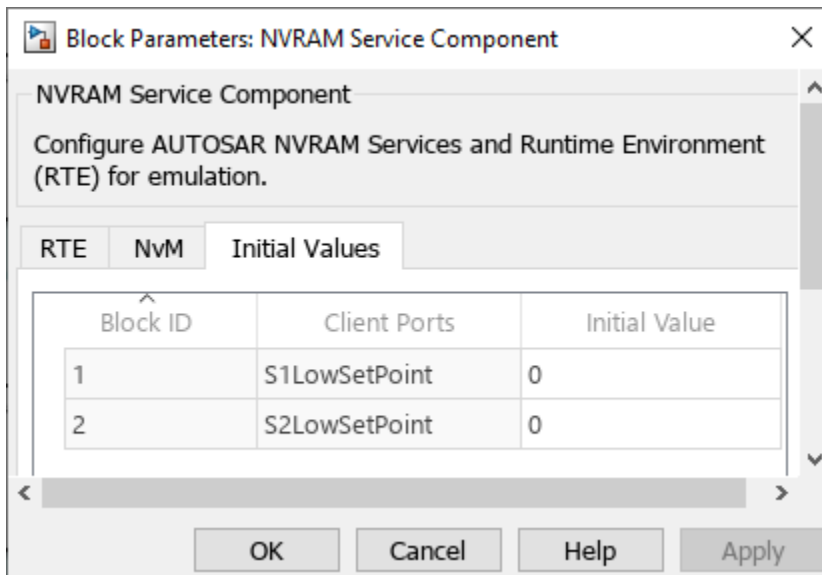 Block Parameters: NVRAM Service Component
NVRAM Service Component
Configure AUTOSAR NVRAM Services and Runtime Environment
(RTE) for emulation.
RTE NvM Initial Values
Block ID Client Ports Initial Value
1 S1LowSetPoint 0
2 S2LowSetPoint 0
OK Cancel Help Apply